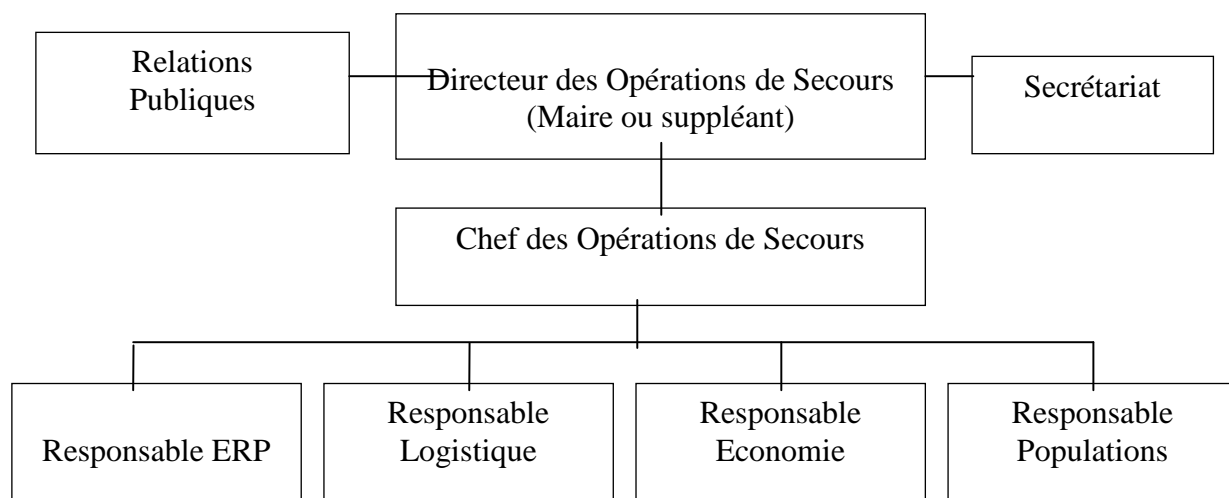 Relations
Publiques
Directeur des Opérations de Secours
(Maire ou suppléant)
Secrétariat
Chef des Opérations de Secours
Responsable ERP
Responsable
Logistique
Responsable
Economie
Responsable
Populations